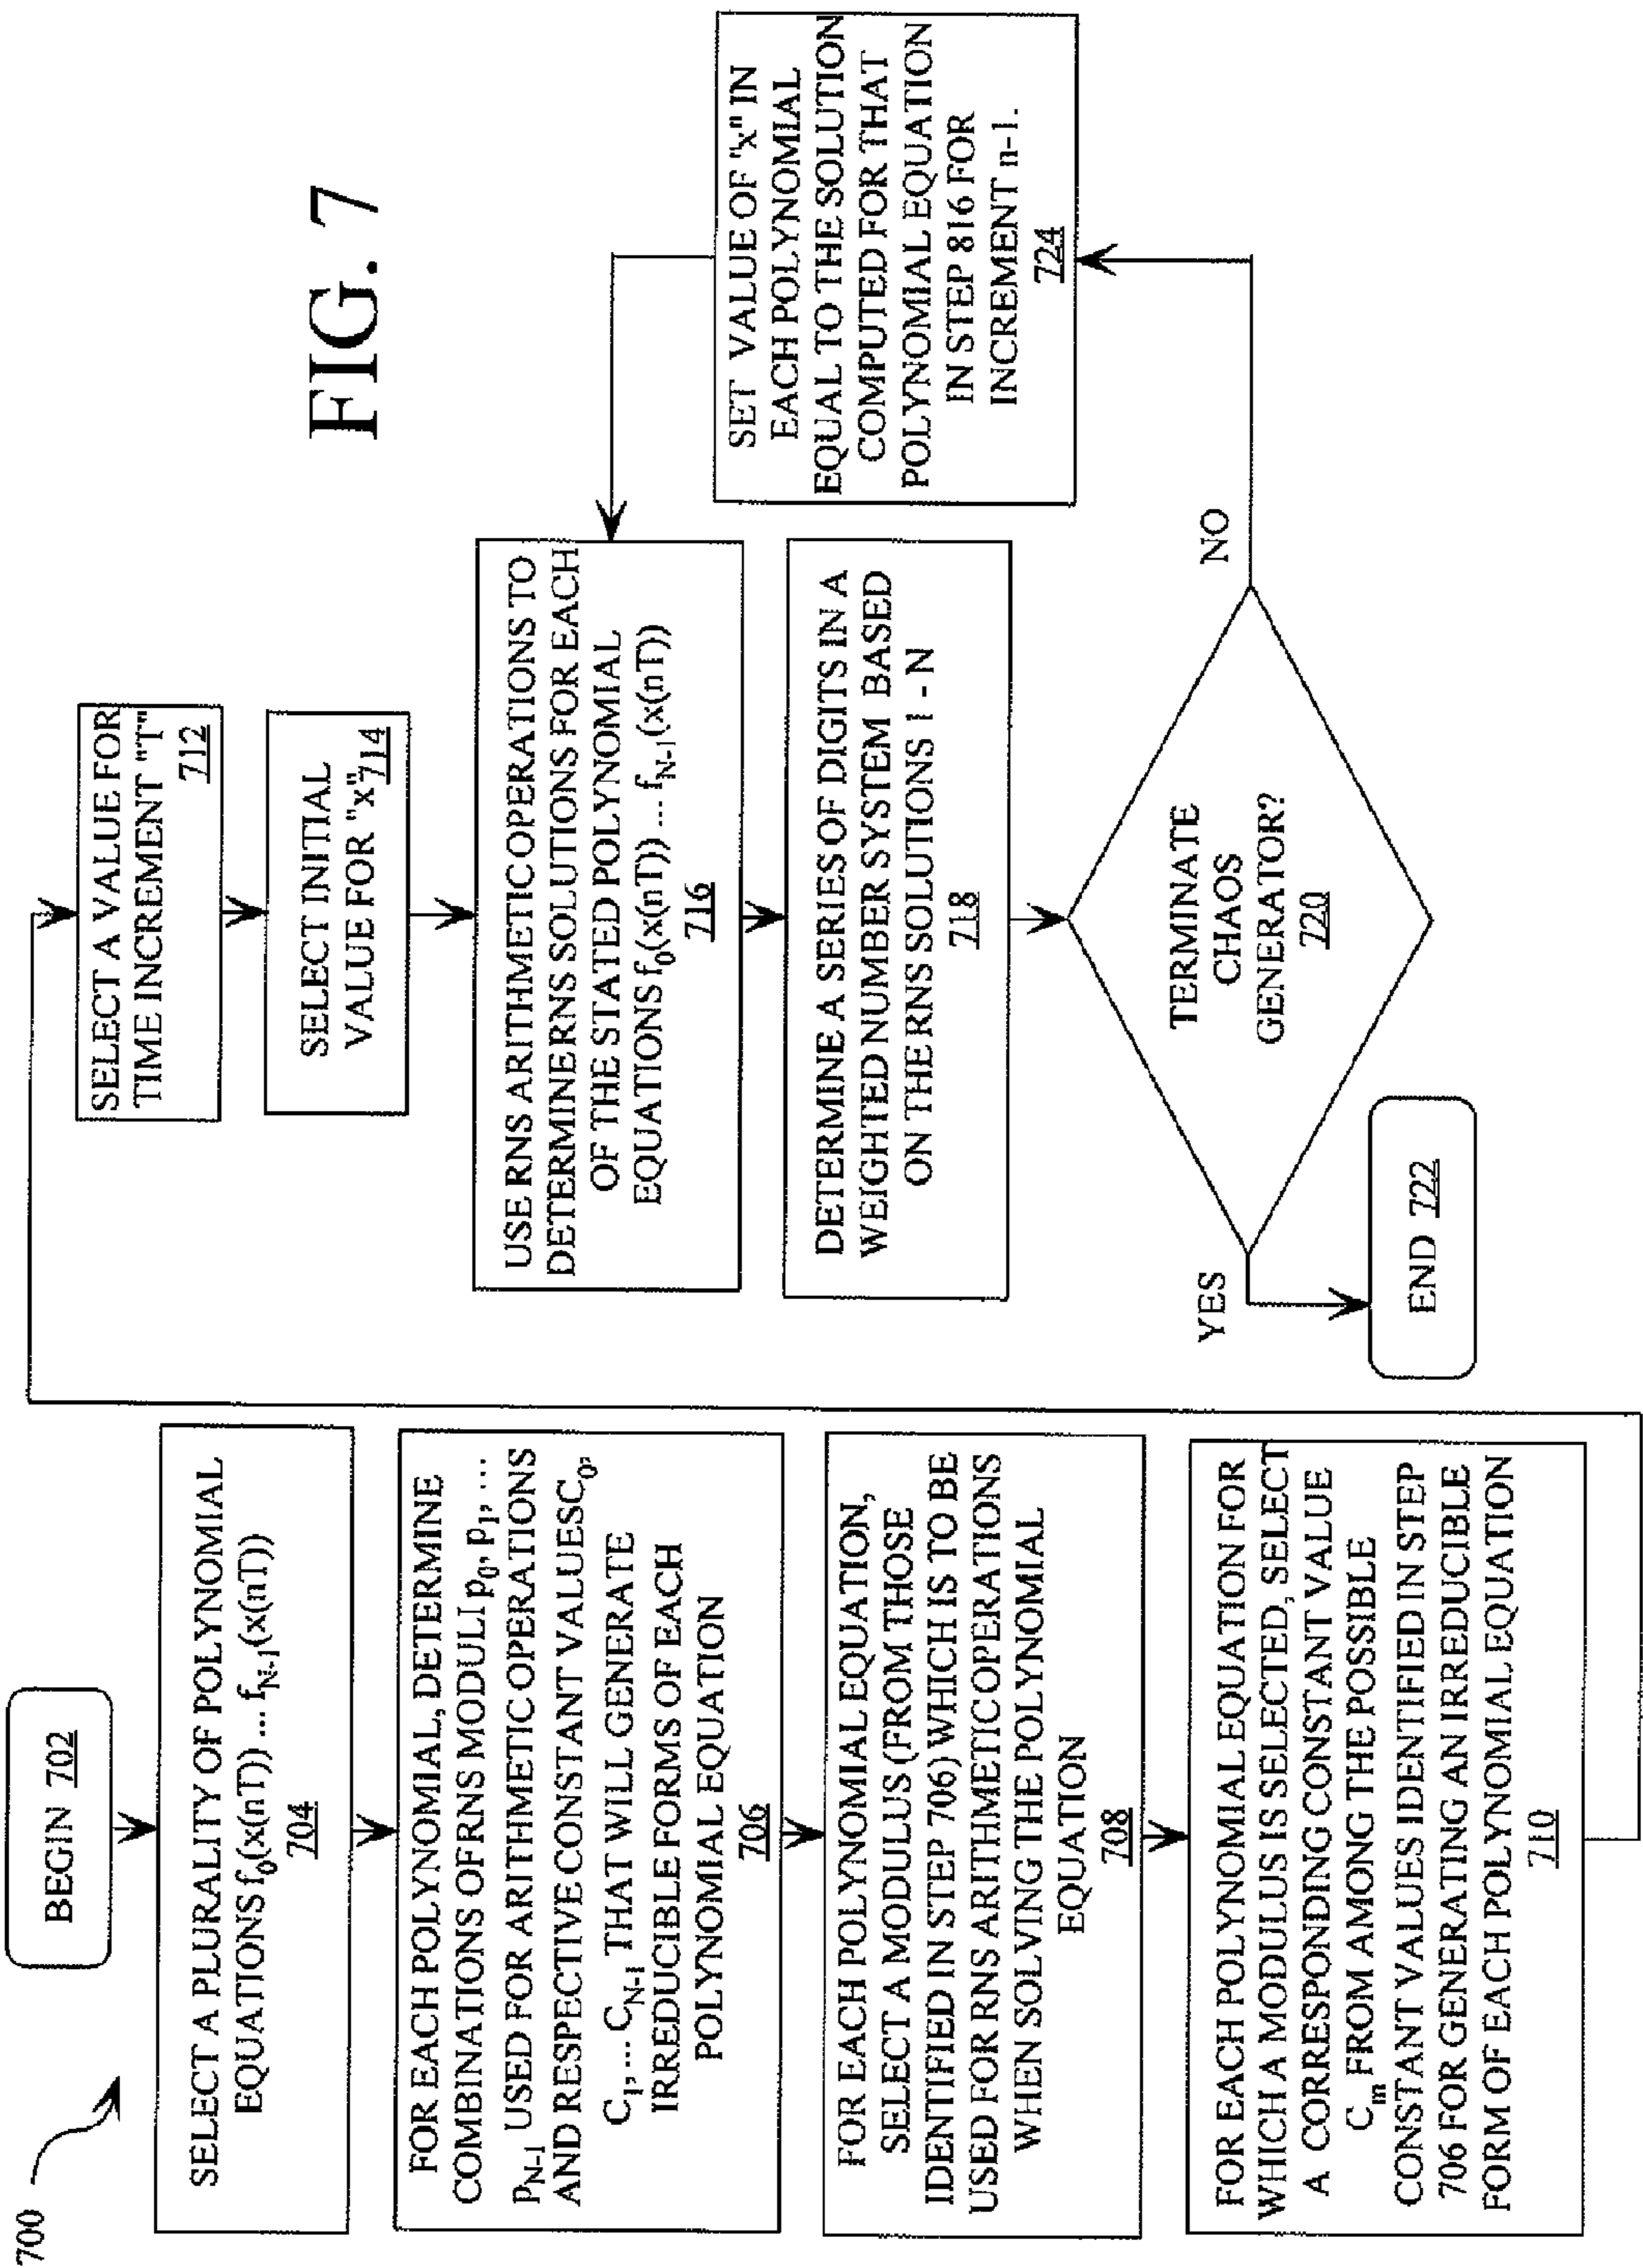 FIG. 7
700
BEGIN 702
SELECT A PLURALITY OF POLYNOMIAL
EQUATIONS f0(x(nT)) ... fN-1(x(nT))
704
FOR EACH POLYNOMIAL, DETERMINE
COMBINATIONS OF RNS MODULI p0, p1, ...
pN-1 USED FOR ARITHMETIC OPERATIONS
AND RESPECTIVE CONSTANT VALUES C0,
C1, ... CN-1 THAT WILL GENERATE
IRREDUCIBLE FORMS OF EACH
POLYNOMIAL EQUATION
706
FOR EACH POLYNOMIAL EQUATION,
SELECT A MODULUS (FROM THOSE
IDENTIFIED IN STEP 706) WHICH IS TO BE
USED FOR RNS ARITHMETIC OPERATIONS
WHEN SOLVING THE POLYNOMIAL
EQUATION
708
FOR EACH POLYNOMIAL EQUATION FOR
WHICH A MODULUS IS SELECTED, SELECT
A CORRESPONDING CONSTANT VALUE
Cm FROM AMONG THE POSSIBLE
CONSTANT VALUES IDENTIFIED IN STEP
706 FOR GENERATING AN IRREDUCIBLE
FORM OF EACH POLYNOMIAL EQUATION
710
SELECT A VALUE FOR
TIME INCREMENT "T"
712
SELECT INITIAL
VALUE FOR "x"
714
USE RNS ARITHMETIC OPERATIONS TO
DETERMINE RNS SOLUTIONS FOR EACH
OF THE STATED POLYNOMIAL
EQUATIONS f0(x(nT)) ... fN-1(x(nT))
716
DETERMINE A SERIES OF DIGITS IN A
WEIGHTED NUMBER SYSTEM BASED
ON THE RNS SOLUTIONS 1 - N
718
TERMINATE
CHAOS
GENERATOR?
720
YES
NO
END 722
SET VALUE OF "x" IN
EACH POLYNOMIAL
EQUAL TO THE SOLUTION
COMPUTED FOR THAT
POLYNOMIAL EQUATION
IN STEP 816 FOR
INCREMENT n-1.
724